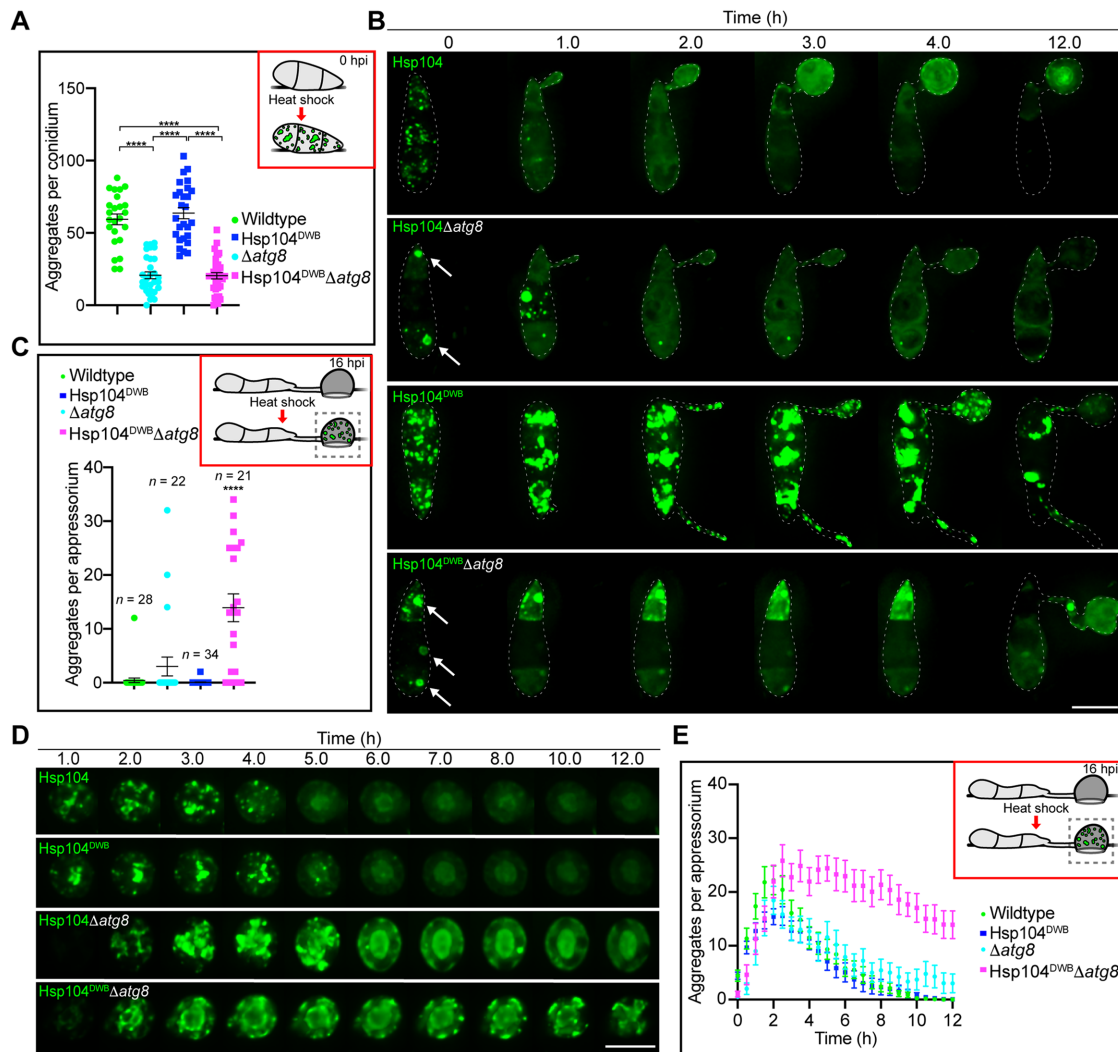 A
Aggregates per conidium
150
100
50
0
****
**** **** ****
0 hpi
Heat shock
Wildtype
Hsp104DWB
Δatg8
Hsp104DWBΔatg8
B
Time (h)
0 1.0 2.0 3.0 4.0 12.0
Hsp104
Hsp104Δatg8
Hsp104DWB
Hsp104DWBΔatg8
C
Wildtype
Hsp104DWB
Δatg8
Hsp104DWBΔatg8
16 hpi
Heat shock
Aggregates per appressorium
40
30
20
10
0
n = 28
n = 22
n = 34
n = 21
****
D
Time (h)
1.0 2.0 3.0 4.0 5.0 6.0 7.0 8.0 10.0 12.0
Hsp104
Hsp104DWB
Hsp104Δatg8
Hsp104DWBΔatg8
E
Aggregates per appressorium
40
30
20
10
0
0 2 4 6 8 10 12
Time (h)
16 hpi
Heat shock
Wildtype
Hsp104DWB
Δatg8
Hsp104DWBΔatg8